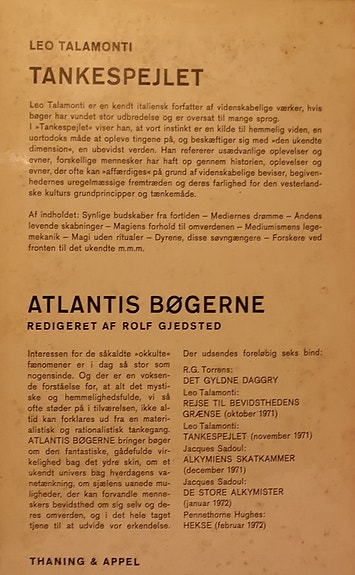 LEO TALAMONTI
TANKESPEJLET
Leo Talamonti er en kendt italiensk forfatter af videnskabelige værker, hvis
bøger har vundet stor udbredelse og er oversat til mange sprog.
I »Tankespejlet« viser han, at vort instinkt er en kilde til hemmelig viden, en
uortodoks måde at opleve tingene på, og beskæftiger sig med »den ukendte
dimension«, en ubevidst verden. Han refererer usædvanlige oplevelser og
evner, forskellige mennesker har haft op gennem historien, oplevelser og
evner, der ofte kan »affærdiges« på grund af videnskabelige beviser, begiven-
hedernes uregelmæssige fremtræden og deres farlighed for den vesterland-
ske kulturs grundprincipper og tænkemåde.
Af indholdet: Synlige budskaber fra fortiden – Mediernes drømme – Åndens
levende skabninger – Magiens forhold til omverdenen – Mediumismens lege-
mekanik – Magi uden ritualer – Dyrene, disse søvngængere – Forskere ved
fronten til det ukendte m.m.m.
ATLANTIS BØGERNE
REDIGERET AF ROLF GJEDSTED
Interessen for de såkaldte »okkulte«
fænomener er i dag så stor som
nogensinde. Og der er en voksen-
de forståelse for, at alt det mysti-
ske og hemmelighedsfulde, vi så
ofte støder på i tilværelsen, ikke al-
tid kan forklares ud fra en materi-
alistisk og rationalistisk tankegang.
ATLANTIS BØGERNE bringer bøger
om den fantastiske, gådefulde vir-
kelighed bag det ydre skin, om et
ukendt univers bag hverdagens va-
netænkning, om sjælens uanede mu-
ligheder, der kan forvandle menne-
skers bevidsthed om sig selv og de-
res omverden, og i det hele taget
tjene til at udvide vor erkendelse.
Der udsendes foreløbig seks bind:
R.G. Torrens:
DET GYLDNE DAGGRY
Leo Talamonti:
REJSE TIL BEVIDSTHEDENS
GRÆNSE (oktober 1971)
Leo Talamonti:
TANKESPEJLET (november 1971)
Jacques Sadoul:
ALKYMIENS SKATKAMMER
(december 1971)
Jacques Sadoul:
DE STORE ALKYMISTER
(januar 1972)
Pennethorne Hughes:
HEKSE (februar 1972)
THANING & APPEL